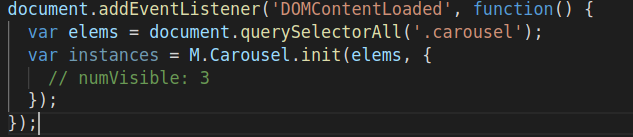 document.addEventListener('DOMContentLoaded', function() {
  var elems = document.querySelectorAll('.carousel');
  var instances = M.Carousel.init(elems, {
    // numVisible: 3
  });
});